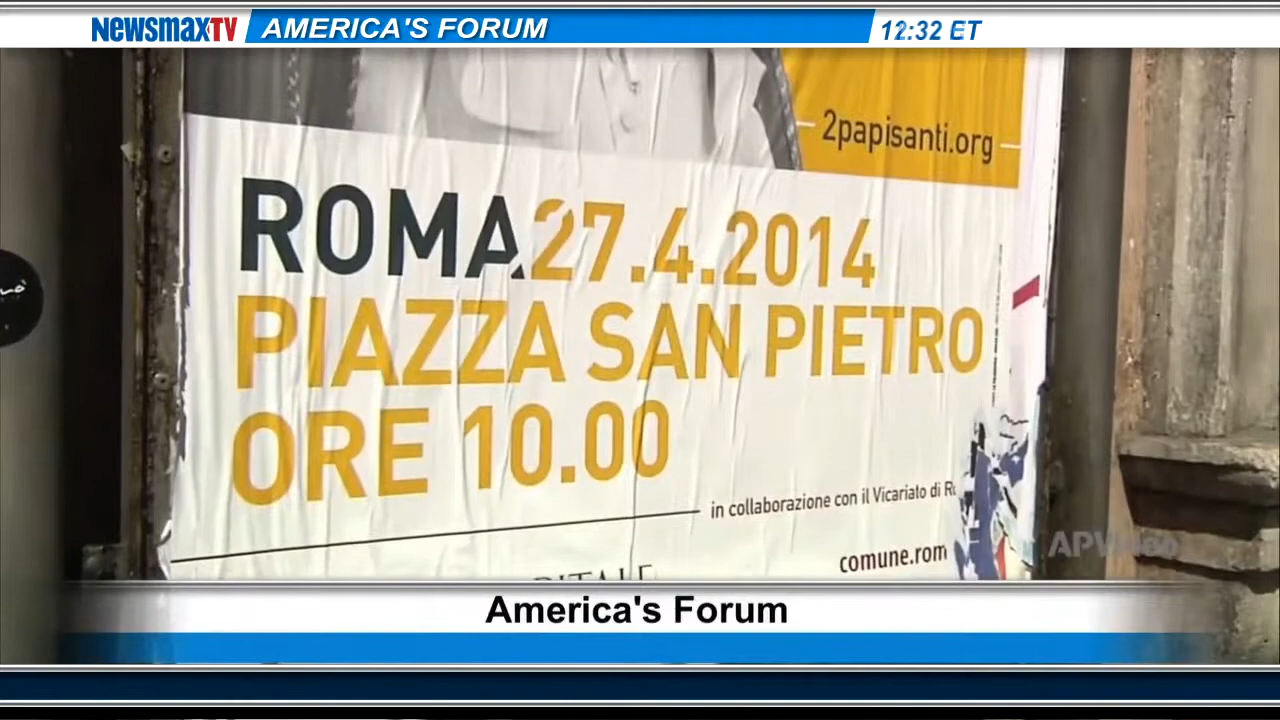 NEWSMAXTV AMERICA'S FORUM 12:32 ET
2papisanti.org
ROMA 27.4.2014
PIAZZA SAN PIETRO
ORE 10.00
in collaborazione con il Vicariato di
comune.rom
America's Forum